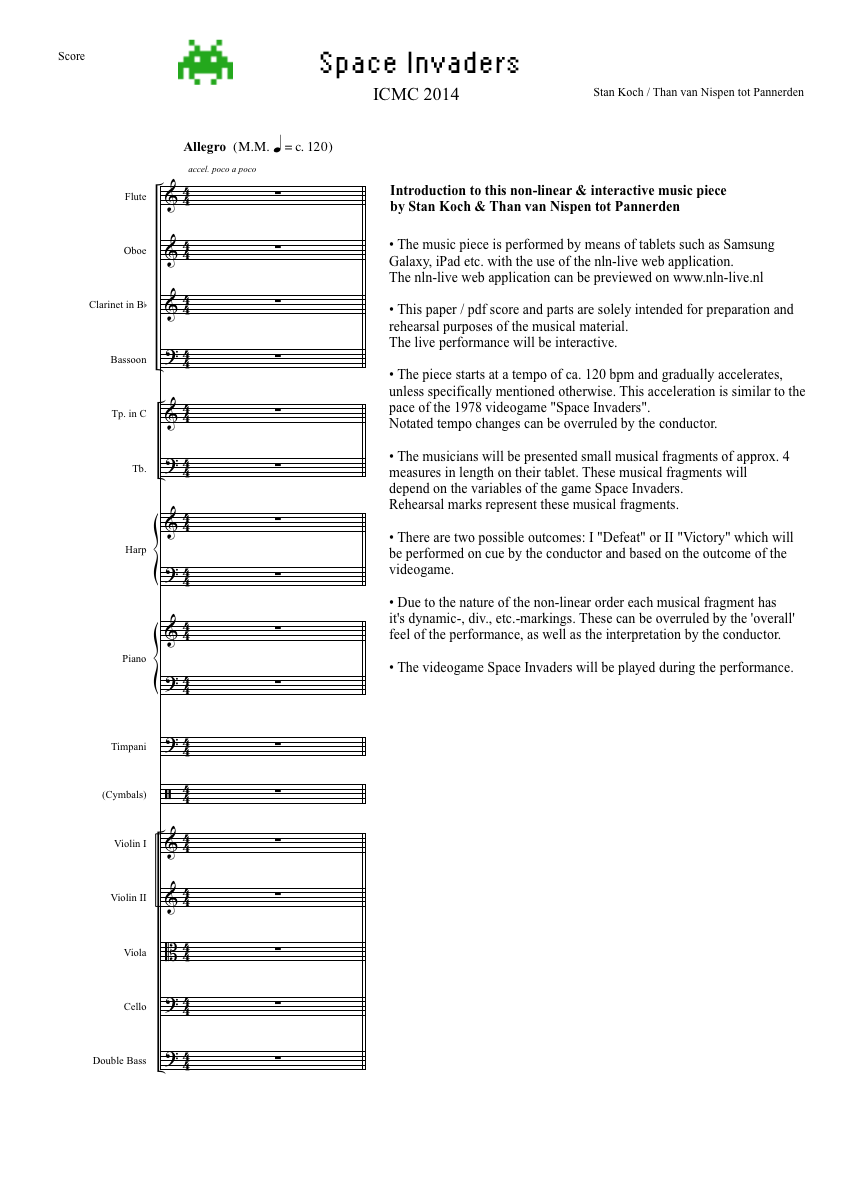 Score
Space Invaders
ICMC 2014
Stan Koch / Than van Nispen tot Pannerden
Allegro (M.M. ♩ = c. 120)
accel. poco a poco
Flute
Oboe
Clarinet in B♭
Bassoon
Tp. in C
Tb.
Harp
Piano
Timpani
(Cymbals)
Violin I
Violin II
Viola
Cello
Double Bass
Introduction to this non-linear & interactive music piece
by Stan Koch & Than van Nispen tot Pannerden
• The music piece is performed by means of tablets such as Samsung
Galaxy, iPad etc. with the use of the nln-live web application.
The nln-live web application can be previewed on www.nln-live.nl
• This paper / pdf score and parts are solely intended for preparation and
rehearsal purposes of the musical material.
The live performance will be interactive.
• The piece starts at a tempo of ca. 120 bpm and gradually accelerates,
unless specifically mentioned otherwise. This acceleration is similar to the
pace of the 1978 videogame "Space Invaders".
Notated tempo changes can be overruled by the conductor.
• The musicians will be presented small musical fragments of approx. 4
measures in length on their tablet. These musical fragments will
depend on the variables of the game Space Invaders.
Rehearsal marks represent these musical fragments.
• There are two possible outcomes: I "Defeat" or II "Victory" which will
be performed on cue by the conductor and based on the outcome of the
videogame.
• Due to the nature of the non-linear order each musical fragment has
it's dynamic-, div., etc.-markings. These can be overruled by the 'overall'
feel of the performance, as well as the interpretation by the conductor.
• The videogame Space Invaders will be played during the performance.